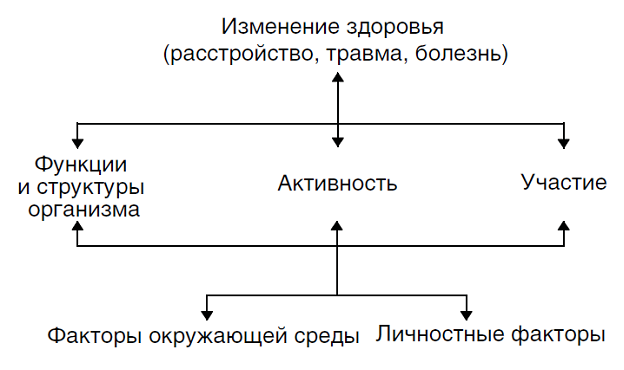 Изменение здоровья
(расстройство, травма, болезнь)
Функции
и структуры
организма
Активность
Участие
Факторы окружающей среды
Личностные факторы